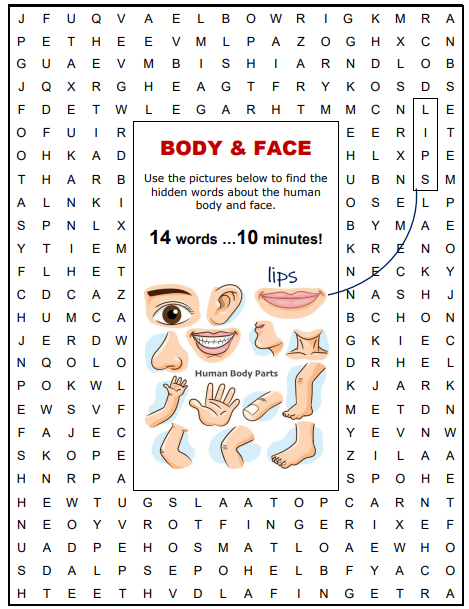 J F U Q V A E L B O W R I G K M R A
P E T H E E V M L P A Z O G H X C N
G U A E V M B I S H I A R N D L O B
J Q X R G H E A G T F R Y K O S D S
F D E T W L E G A R H T M M C N L E
O F U I R E E R I T
O H K A D H L X P E
T H A R B U B N S M
A L N K I O S E L P
S P N L X B Y M A E
Y T I E M K R E N O
F L H E T N E C K Y
C D C A Z N A S H J
H U M C A B C H O N
J E R D W G K I E C
N Q O L O D R H E L
P O K W L K J A R K
E W S V F M E T D N
F A J E C Y E V N W
S K O P E Z I L A A
H N R P A S P O H E
H E W T U G S L A A T O P C A R N T
N E O Y V R O T F I N G E R I X E F
U A D P E H O S M A T L O A E W H O
S D A L P S E P O H E L B F Y A C O
H T E E T H V D L A F I N G E T R A
BODY & FACE
Use the pictures below to find the
hidden words about the human
body and face.
14 words ...10 minutes!
lips
Human Body Parts